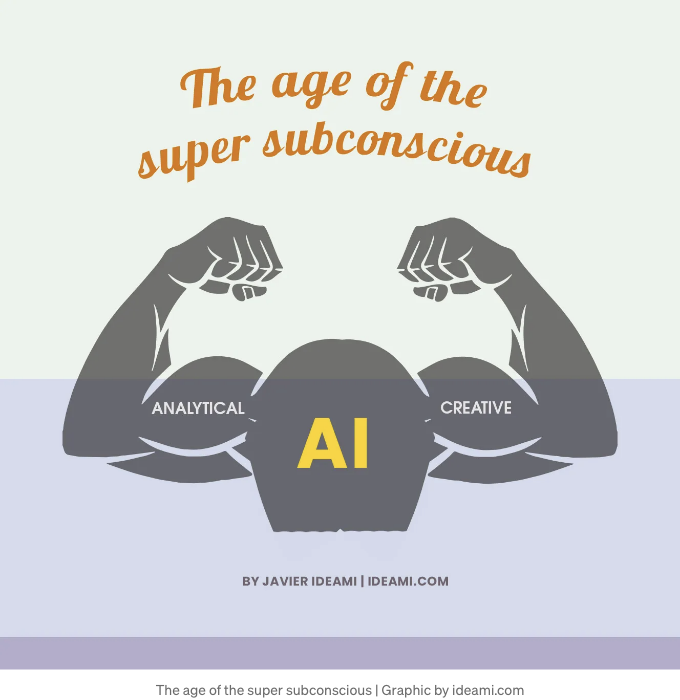 The age of the
super subconscious
ANALYTICAL
AI
CREATIVE
BY JAVIER IDEAMI | IDEAMI.COM
The age of the super subconscious | Graphic by ideami.com